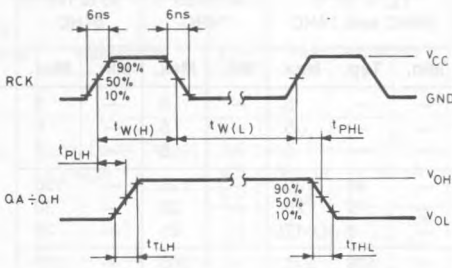 6ns 6ns
RCK
90%
50%
10%
VCC
GND
tW(H) tW(L) tPHL
tPLH
QA÷QH
90%
50%
10%
VOH
VOL
tTLH tTHL